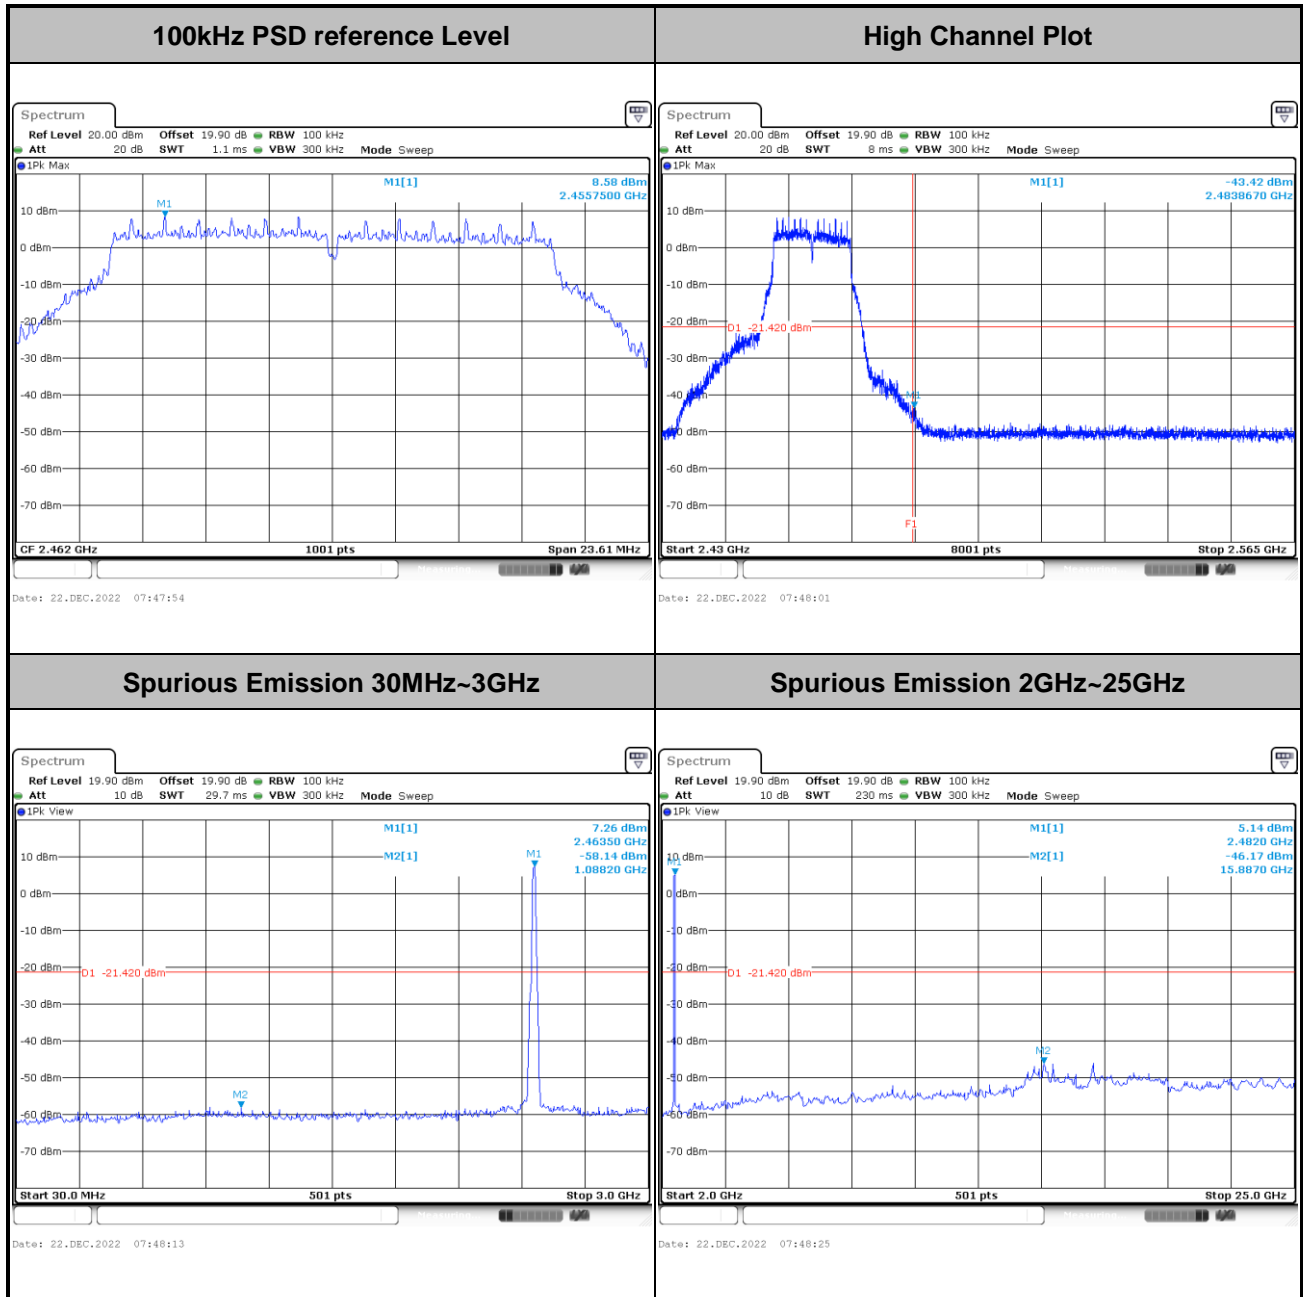 100kHz PSD reference Level
Spectrum
Ref Level 20.00 dBm Offset 19.90 dB RBW 100 kHz
Att 20 dB SWT 1.1 ms VBW 300 kHz Mode Sweep
1Pk Max
M1[1] 8.58 dBm
2.4557500 GHz
M1
10 dBm
0 dBm
-10 dBm
-20 dBm
-30 dBm
-40 dBm
-50 dBm
-60 dBm
-70 dBm
CF 2.462 GHz 1001 pts Span 23.61 MHz
Measuring
Date: 22.DEC.2022 07:47:54
High Channel Plot
Spectrum
Ref Level 20.00 dBm Offset 19.90 dB RBW 100 kHz
Att 20 dB SWT 8 ms VBW 300 kHz Mode Sweep
1Pk Max
M1[1] -43.42 dBm
2.4838670 GHz
10 dBm
0 dBm
-10 dBm
-20 dBm
D1 -21.420 dBm
-30 dBm
-40 dBm
M1
-50 dBm
-60 dBm
-70 dBm
F1
Start 2.43 GHz 8001 pts Stop 2.565 GHz
Measuring
Date: 22.DEC.2022 07:48:01
Spurious Emission 30MHz~3GHz
Spectrum
Ref Level 19.90 dBm Offset 19.90 dB RBW 100 kHz
Att 10 dB SWT 29.7 ms VBW 300 kHz Mode Sweep
1Pk View
M1[1] 7.26 dBm
2.46350 GHz
M2[1] -58.14 dBm
1.08820 GHz
M1
10 dBm
0 dBm
-10 dBm
-20 dBm
D1 -21.420 dBm
-30 dBm
-40 dBm
-50 dBm
M2
-60 dBm
-70 dBm
Start 30.0 MHz 501 pts Stop 3.0 GHz
Measuring
Date: 22.DEC.2022 07:48:13
Spurious Emission 2GHz~25GHz
Spectrum
Ref Level 19.90 dBm Offset 19.90 dB RBW 100 kHz
Att 10 dB SWT 230 ms VBW 300 kHz Mode Sweep
1Pk View
M1[1] 5.14 dBm
2.4820 GHz
M2[1] -46.17 dBm
15.8870 GHz
10 dBm
M1
0 dBm
-10 dBm
-20 dBm
D1 -21.420 dBm
-30 dBm
-40 dBm
M2
-50 dBm
-60 dBm
-70 dBm
Start 2.0 GHz 501 pts Stop 25.0 GHz
Measuring
Date: 22.DEC.2022 07:48:25